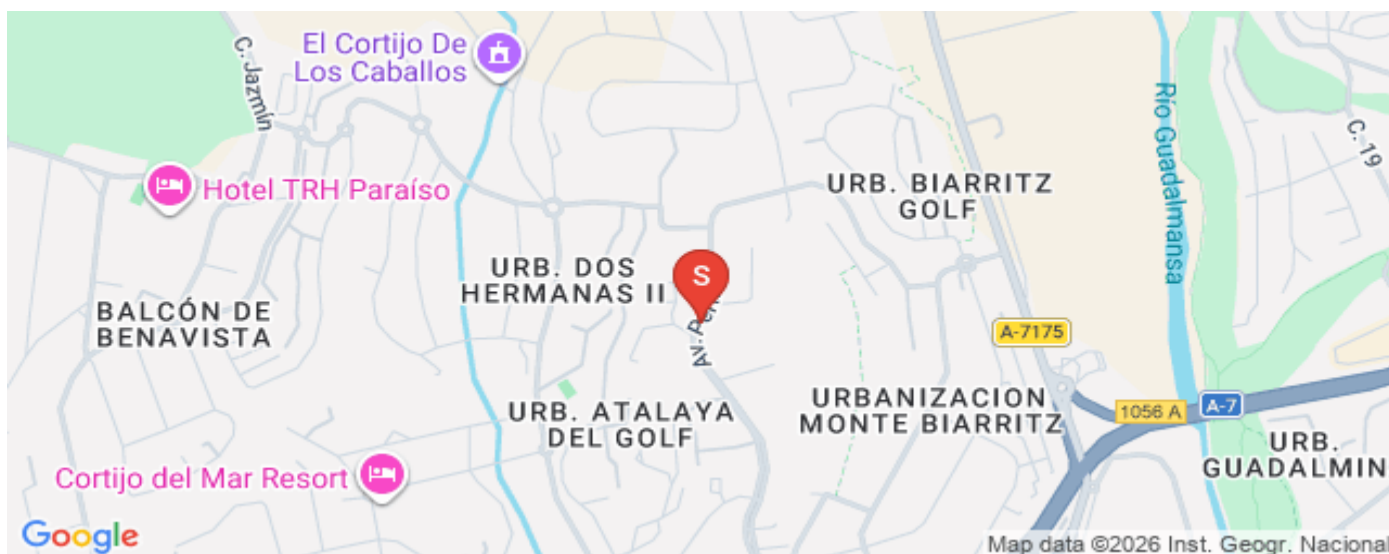 El Cortijo De
Los Caballos
C. Jazmín
Hotel TRH Paraíso
URB. BIARRITZ
GOLF
Río Guadalmansa
C. 19
URB. DOS
HERMANAS II
S
BALCÓN DE
BENAVISTA
A-7175
URB. ATALAYA
DEL GOLF
URBANIZACION
MONTE BIARRITZ
1056 A
A-7
URB.
GUADALMIN
Cortijo del Mar Resort
Google
Map data ©2026 Inst. Geogr. Nacional